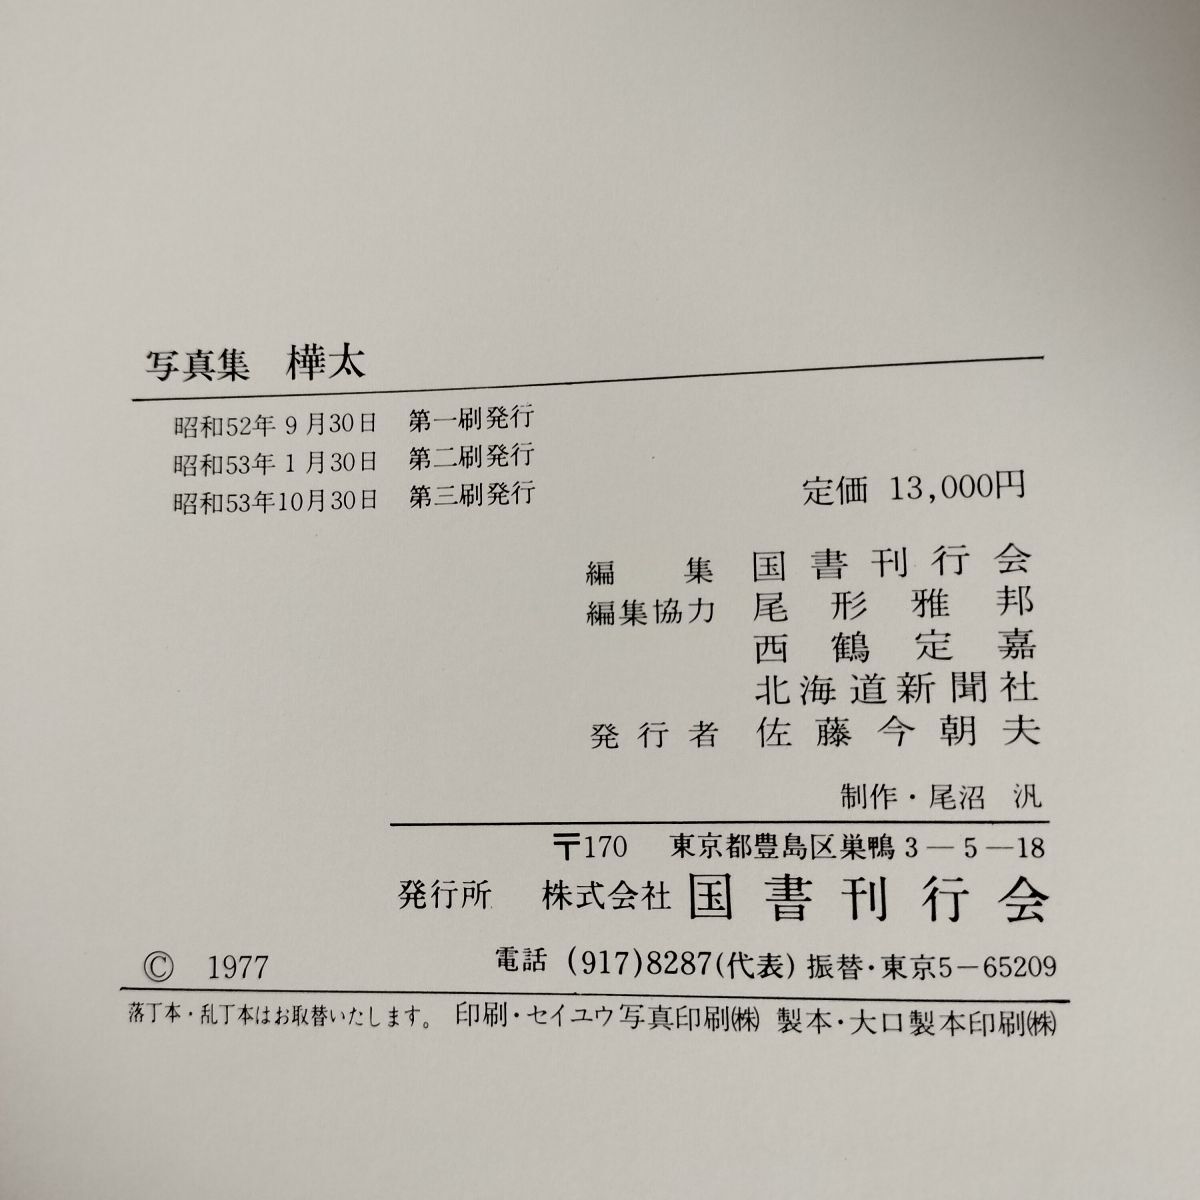 写真集 樺太
昭和52年 9月30日 第一刷発行
昭和53年 1月30日 第二刷発行
昭和53年10月30日 第三刷発行
定価 13,000円
編集 国書刊行会
編集協力 尾形雅邦
西鶴定嘉
北海道新聞社
発行者 佐藤今朝夫
制作・尾沼 汎
〒170 東京都豊島区巣鴨3—5—18
発行所 株式会社 国書刊行会
© 1977 電話 (917)8287(代表) 振替・東京5-65209
落丁本・乱丁本はお取替いたします。 印刷・セイユウ写真印刷㈱ 製本・大口製本印刷㈱